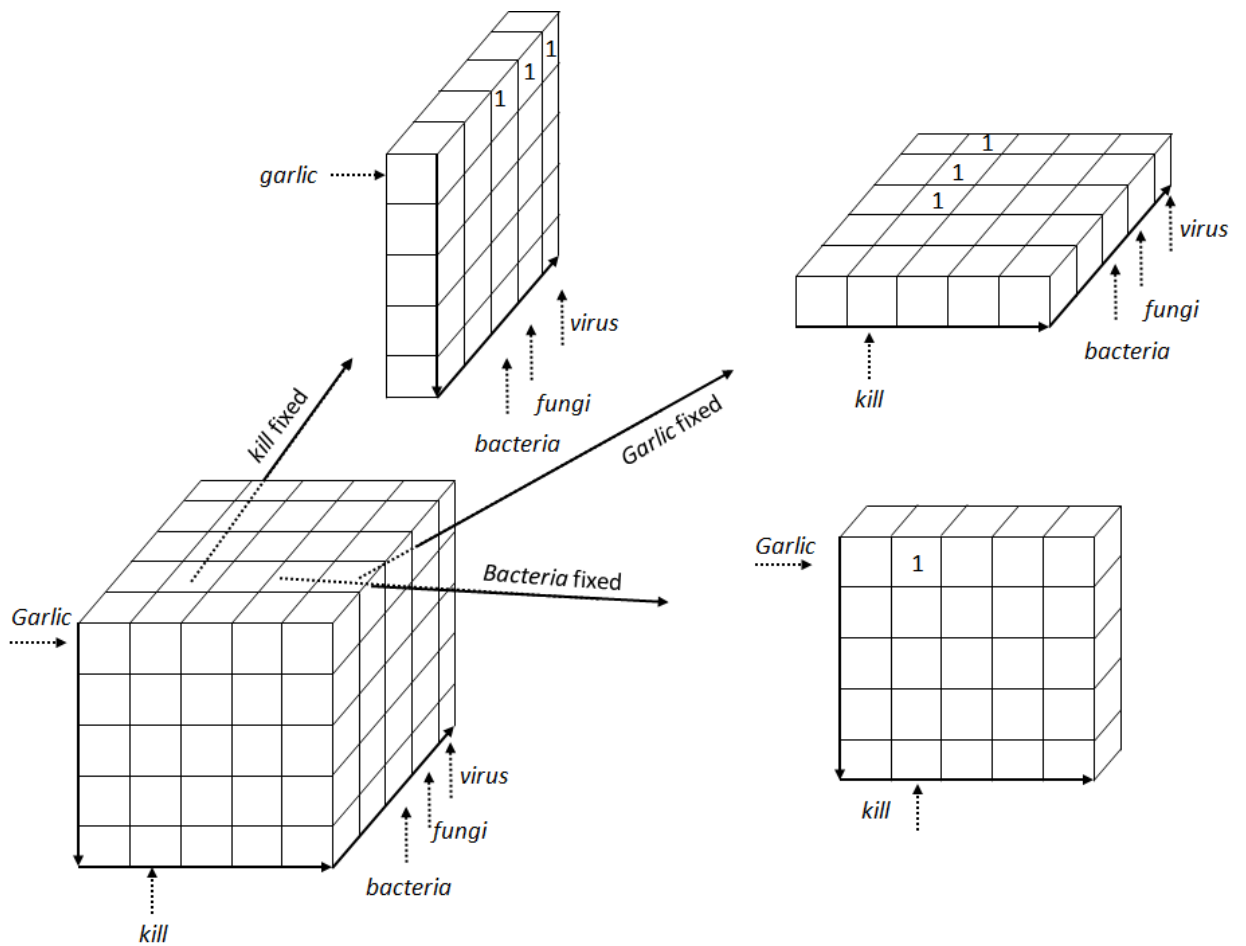 1
1
1
garlic
virus
fungi
bacteria
kill fixed
1
1
1
virus
fungi
bacteria
kill
Garlic fixed
Garlic
virus
fungi
bacteria
kill
Bacteria fixed
Garlic
1
kill